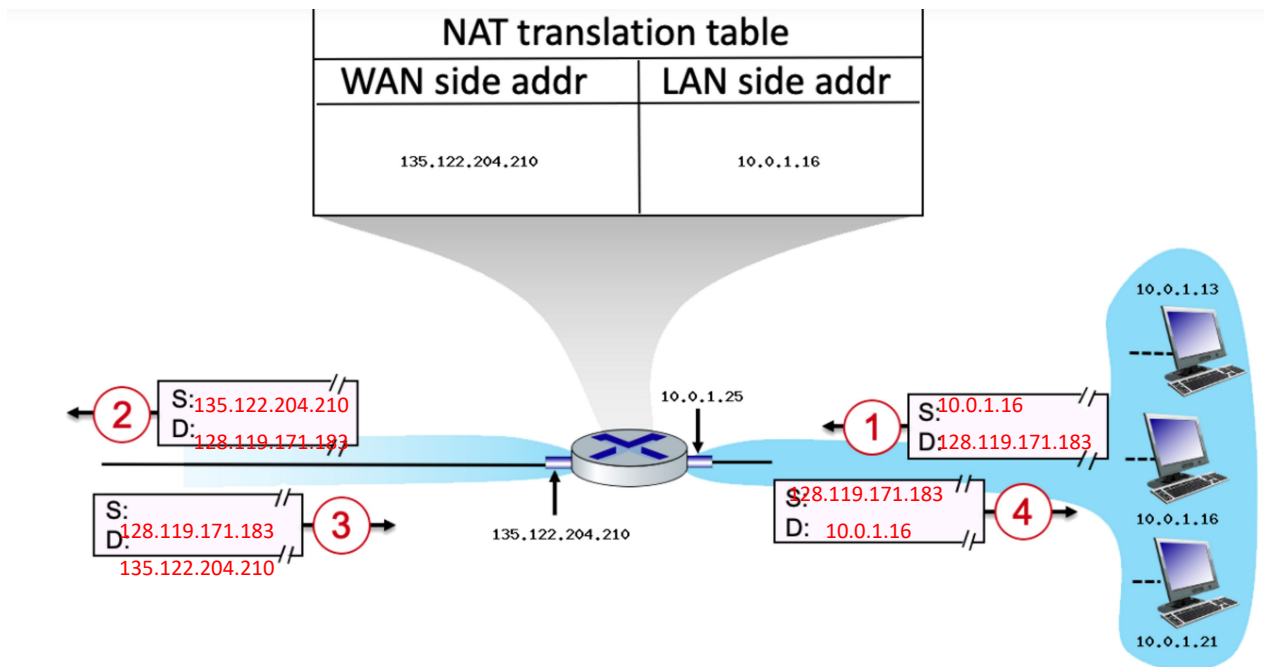 NAT translation table
WAN side addr LAN side addr
135.122.204.210 10.0.1.16
10.0.1.13
10.0.1.25
2
S:135.122.204.210
D:128.119.171.183
1
S:10.0.1.16
D:128.119.171.183
3
S:
D:128.119.171.183
135.122.204.210
135.122.204.210
S:128.119.171.183
D: 10.0.1.16
4
10.0.1.16
10.0.1.21